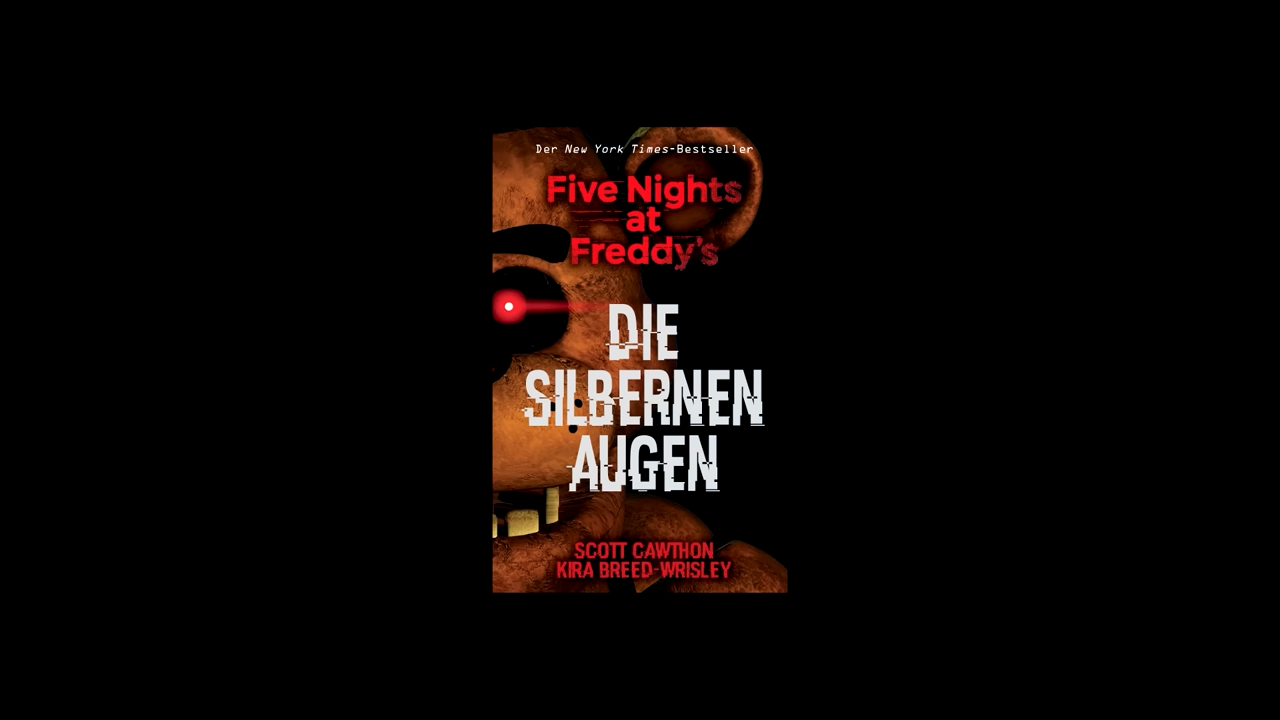 Der New York Times-Bestseller
Five Nights
at
Freddy's
DIE
SILBERNEN
AUGEN
SCOTT CAWTHON
KIRA BREED-WRISLEY